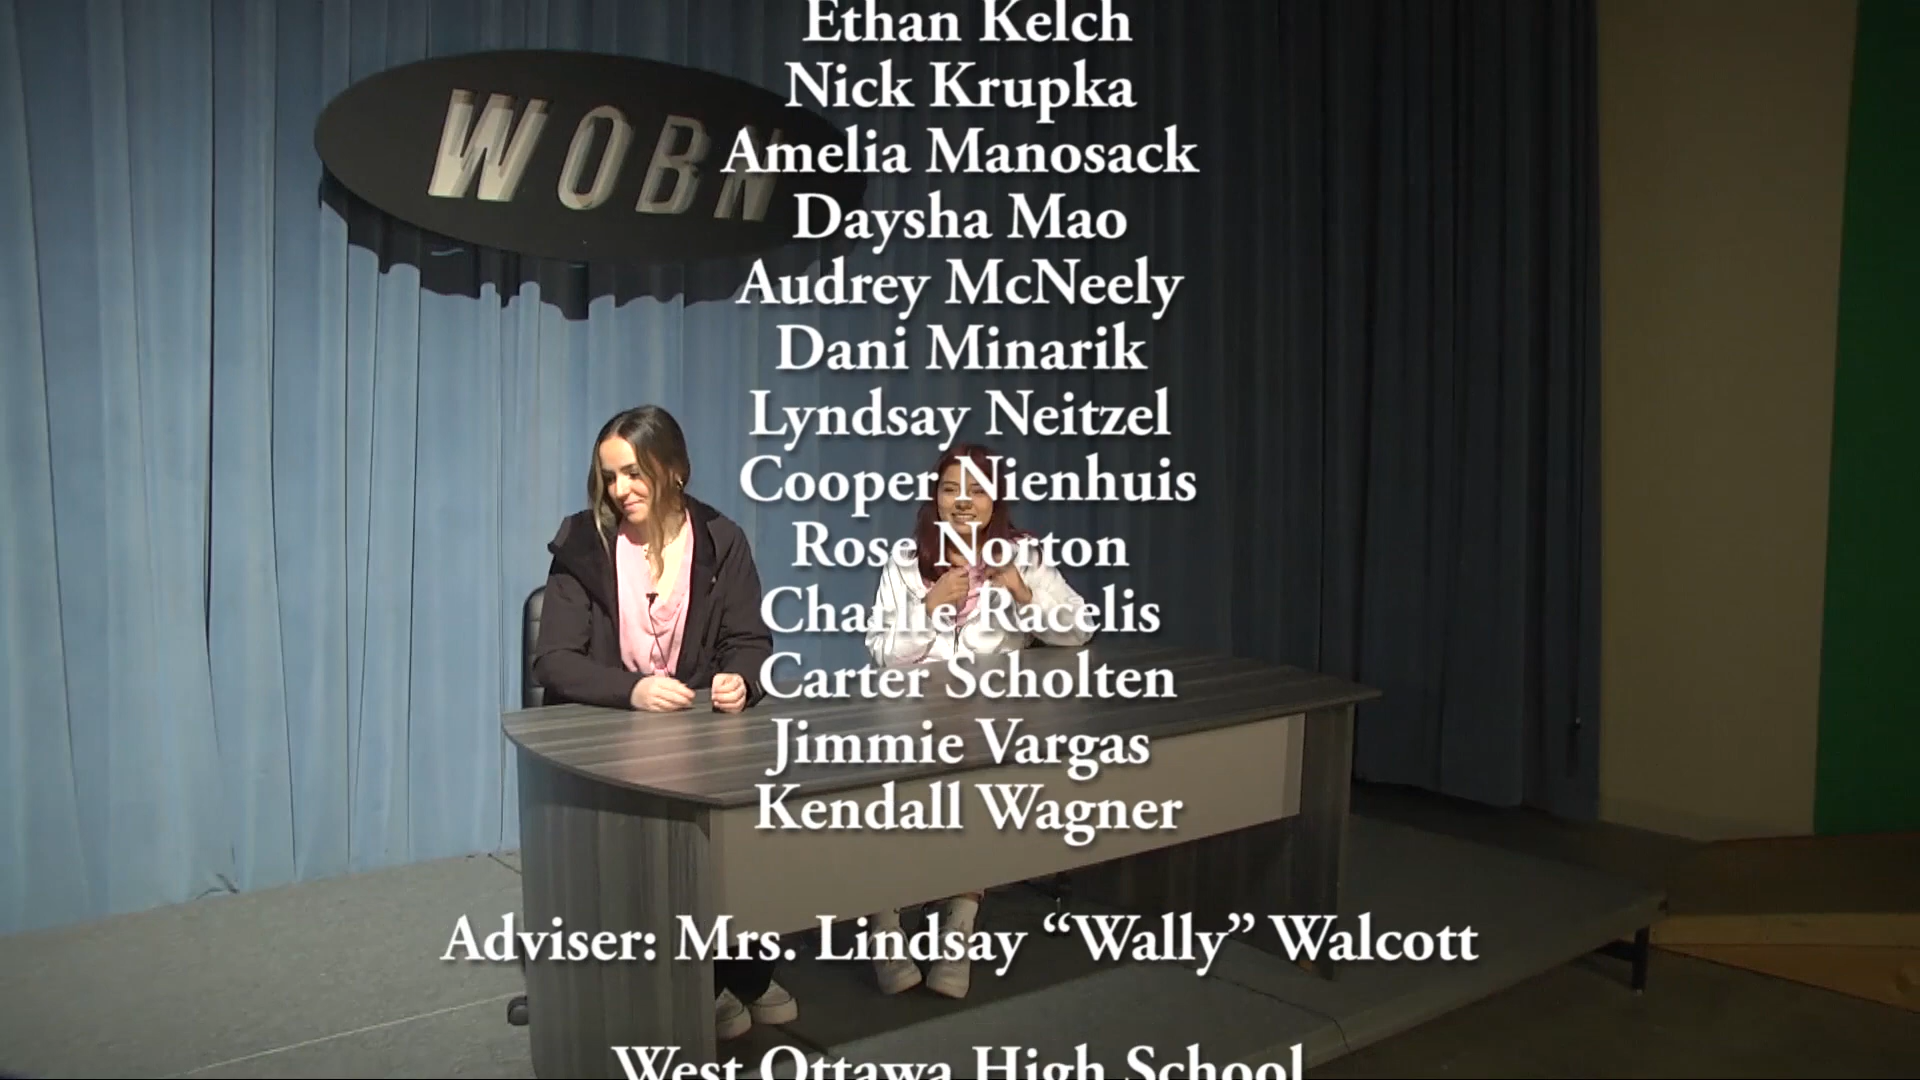 Ethan Kelch
WOBN
Nick Krupka
Amelia Manosack
Daysha Mao
Audrey McNeely
Dani Minarik
Lyndsay Neitzel
Cooper Nienhuis
Rose Norton
Charlie Racelis
Carter Scholten
Jimmie Vargas
Kendall Wagner
Adviser: Mrs. Lindsay “Wally” Walcott
West Ottawa High School